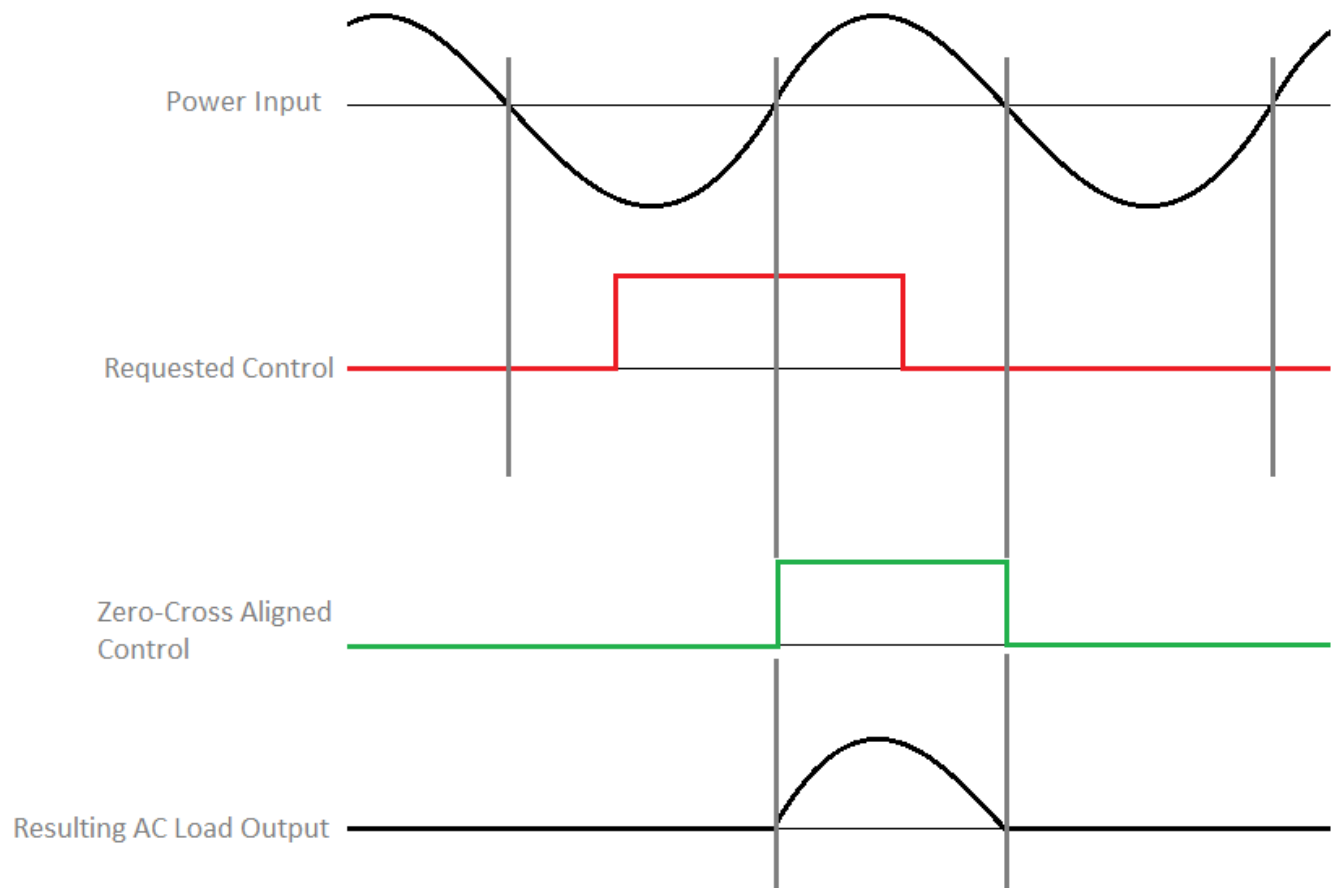 Power Input
Requested Control
Zero-Cross Aligned
Control
Resulting AC Load Output